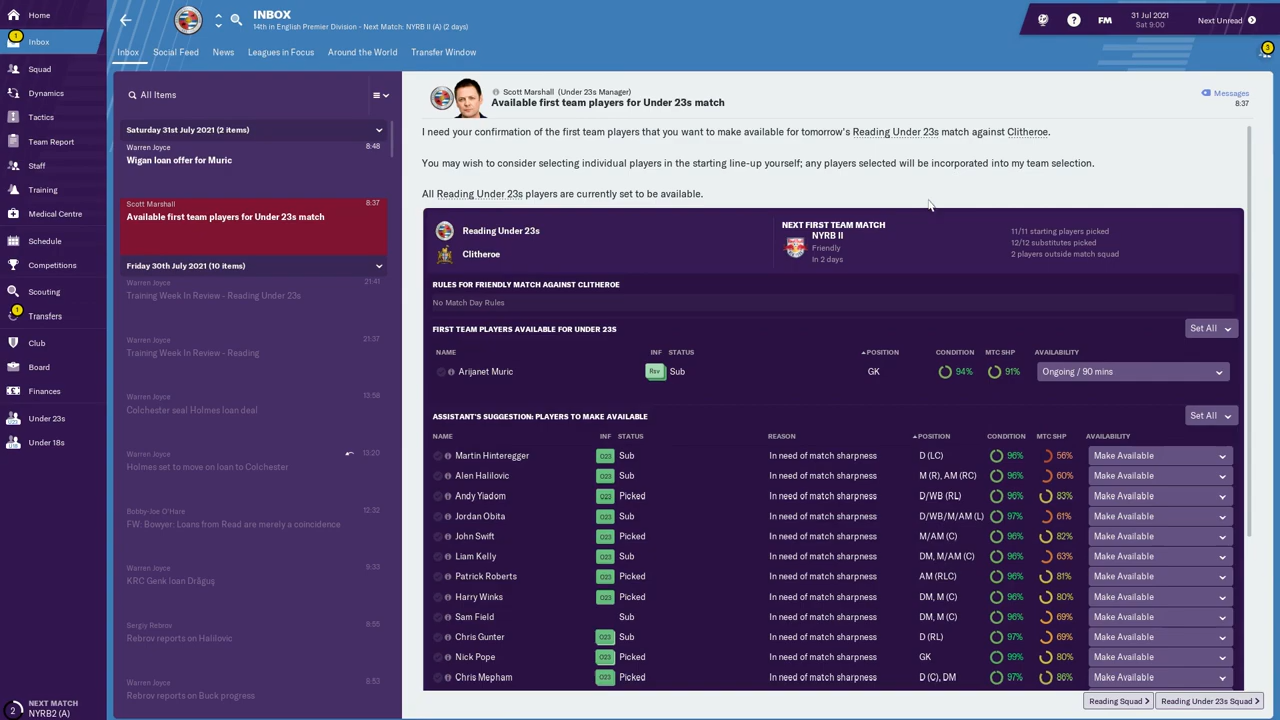 Home
1
Inbox
Squad
Dynamics
Tactics
Team Report
Staff
Training
Medical Centre
Schedule
Competitions
Scouting
1
Transfers
Club
Board
Finances
Under 23s
Under 18s
2
NEXT MATCH
NYRB2 (A)
INBOX
14th in English Premier Division - Next Match: NYRB II (A) (2 days)
? FM
31 Jul 2021
Sat 9:00
Next Unread
3
Inbox Social Feed News Leagues in Focus Around the World Transfer Window
All Items
Saturday 31st July 2021 (2 items)
Warren Joyce 8:48
Wigan loan offer for Muric
Scott Marshall 8:37
Available first team players for Under 23s match
Friday 30th July 2021 (10 items)
Warren Joyce 21:41
Training Week In Review - Reading Under 23s
Warren Joyce 21:37
Training Week In Review - Reading
Warren Joyce 13:58
Colchester seal Holmes loan deal
Warren Joyce 13:20
Holmes set to move on loan to Colchester
Bobby-Joe O'Hare 12:32
FW: Bowyer: Loans from Read are merely a coincidence
Warren Joyce 9:33
KRC Genk loan Drăguș
Sergiy Rebrov 8:55
Rebrov reports on Halilovic
Warren Joyce 8:53
Rebrov reports on Buck progress
Scott Marshall (Under 23s Manager)
Available first team players for Under 23s match
Messages
8:37
I need your confirmation of the first team players that you want to make available for tomorrow's Reading Under 23s match against Clitheroe.
You may wish to consider selecting individual players in the starting line-up yourself; any players selected will be incorporated into my team selection.
All Reading Under 23s players are currently set to be available.
Reading Under 23s
Clitheroe
NEXT FIRST TEAM MATCH
NYRB II
Friendly
In 2 days
11/11 starting players picked
12/12 substitutes picked
2 players outside match squad
RULES FOR FRIENDLY MATCH AGAINST CLITHEROE
No Match Day Rules
FIRST TEAM PLAYERS AVAILABLE FOR UNDER 23S Set All
NAME INF STATUS POSITION CONDITION MTC SHP AVAILABILITY
Arijanet Muric Rsv Sub GK 94% 91% Ongoing / 90 mins
ASSISTANT'S SUGGESTION: PLAYERS TO MAKE AVAILABLE Set All
NAME INF STATUS REASON POSITION CONDITION MTC SHP AVAILABILITY
Martin Hinteregger O23 Sub In need of match sharpness D (LC) 96% 56% Make Available
Alen Halilovic O23 Sub In need of match sharpness M (R), AM (RC) 96% 60% Make Available
Andy Yiadom O23 Picked In need of match sharpness D/WB (RL) 96% 83% Make Available
Jordan Obita O23 Sub In need of match sharpness D/WB/M/AM (L) 97% 61% Make Available
John Swift O23 Picked In need of match sharpness M/AM (C) 96% 82% Make Available
Liam Kelly O23 Sub In need of match sharpness DM, M/AM (C) 96% 63% Make Available
Patrick Roberts O23 Picked In need of match sharpness AM (RLC) 96% 81% Make Available
Harry Winks O23 Picked In need of match sharpness DM, M (C) 96% 80% Make Available
Sam Field Sub In need of match sharpness DM, M (C) 96% 69% Make Available
Chris Gunter O23 Sub In need of match sharpness D (RL) 97% 69% Make Available
Nick Pope O23 Picked In need of match sharpness GK 99% 80% Make Available
Chris Mepham O23 Picked In need of match sharpness D (C), DM 97% 86% Make Available
Reading Squad Reading Under 23s Squad